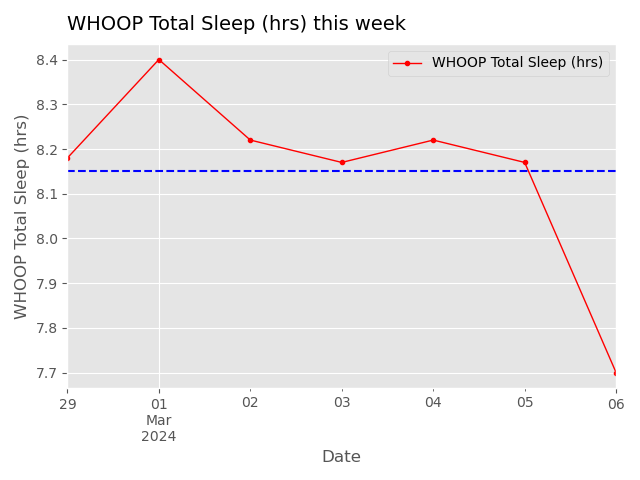 WHOOP Total Sleep (hrs) this week
WHOOP Total Sleep (hrs)
WHOOP Total Sleep (hrs)
8.4
8.3
8.2
8.1
8.0
7.9
7.8
7.7
29 01 02 03 04 05 06
Mar
2024
Date